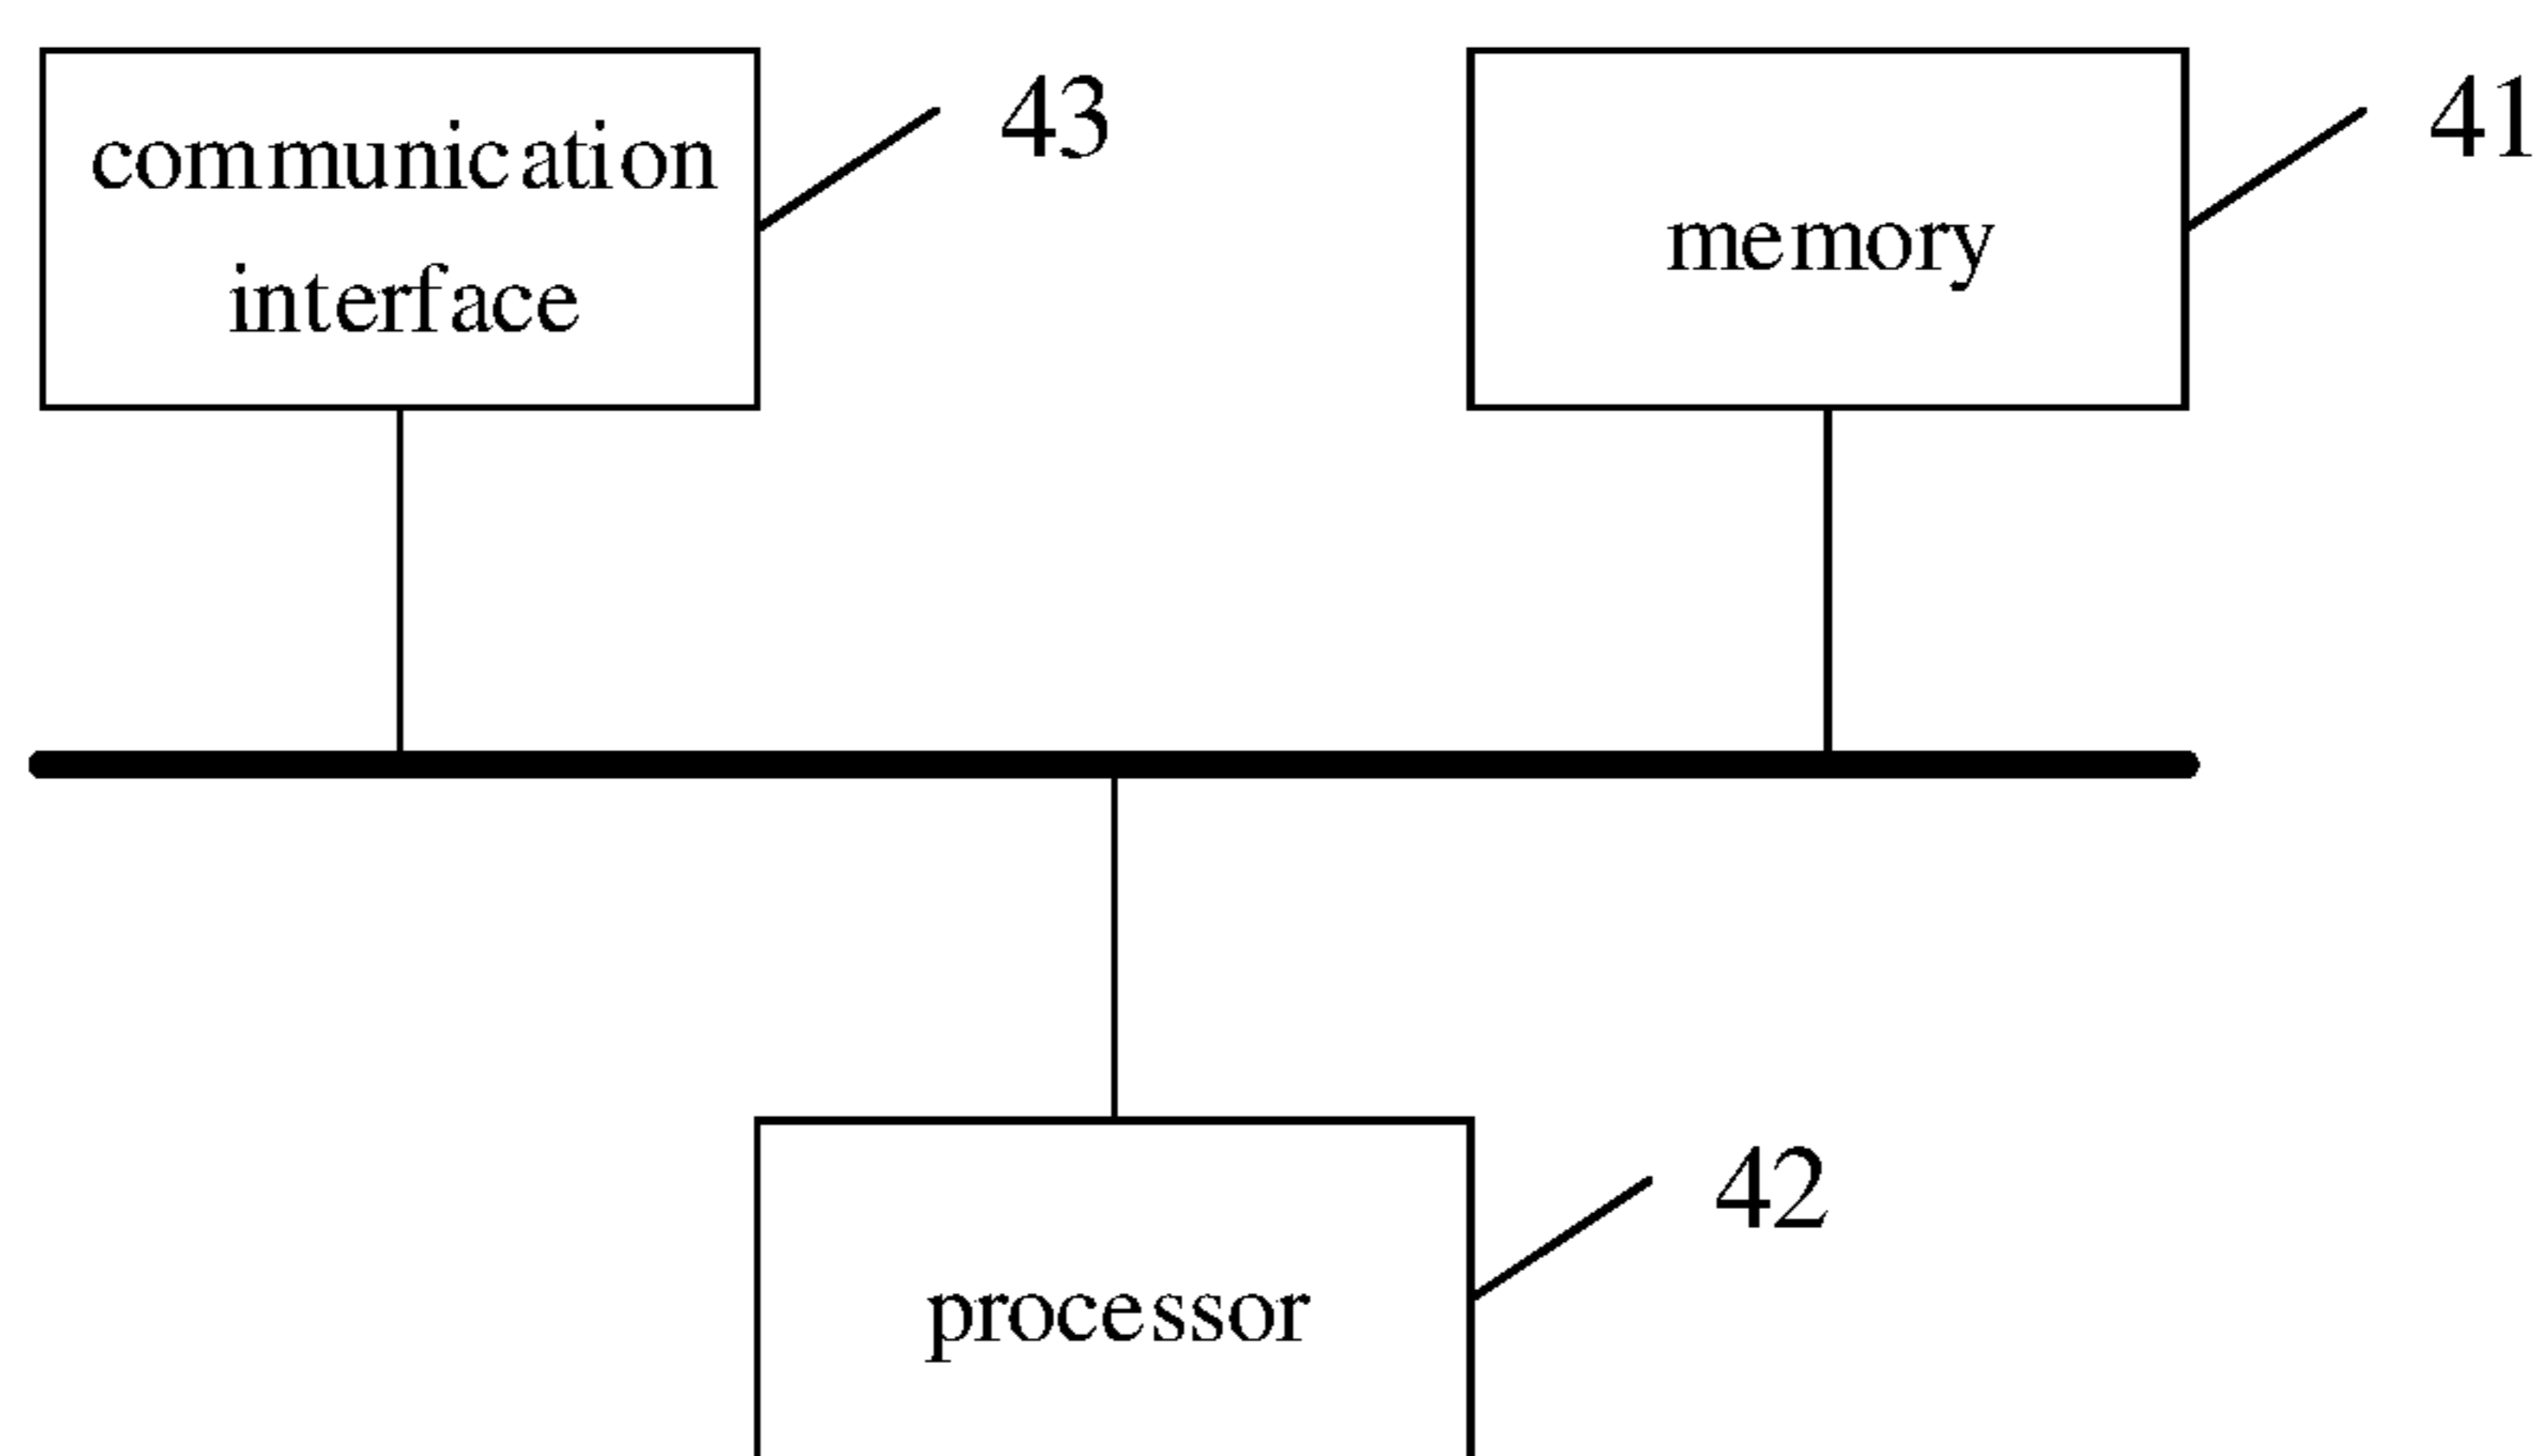 communication
interface
43
memory
41
processor
42